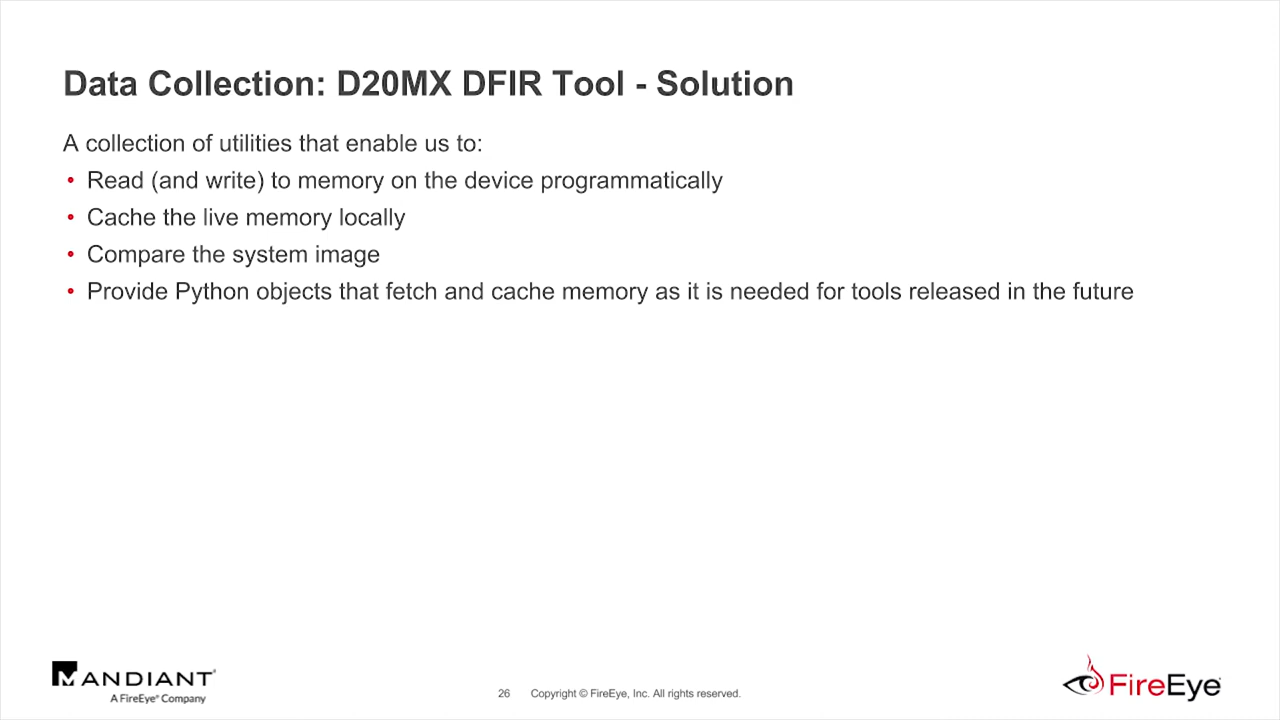 Data Collection: D20MX DFIR Tool - Solution
A collection of utilities that enable us to:
• Read (and write) to memory on the device programmatically
• Cache the live memory locally
• Compare the system image
• Provide Python objects that fetch and cache memory as it is needed for tools released in the future
MANDIANT
A FireEye® Company
26 Copyright © FireEye, Inc. All rights reserved.
FireEye